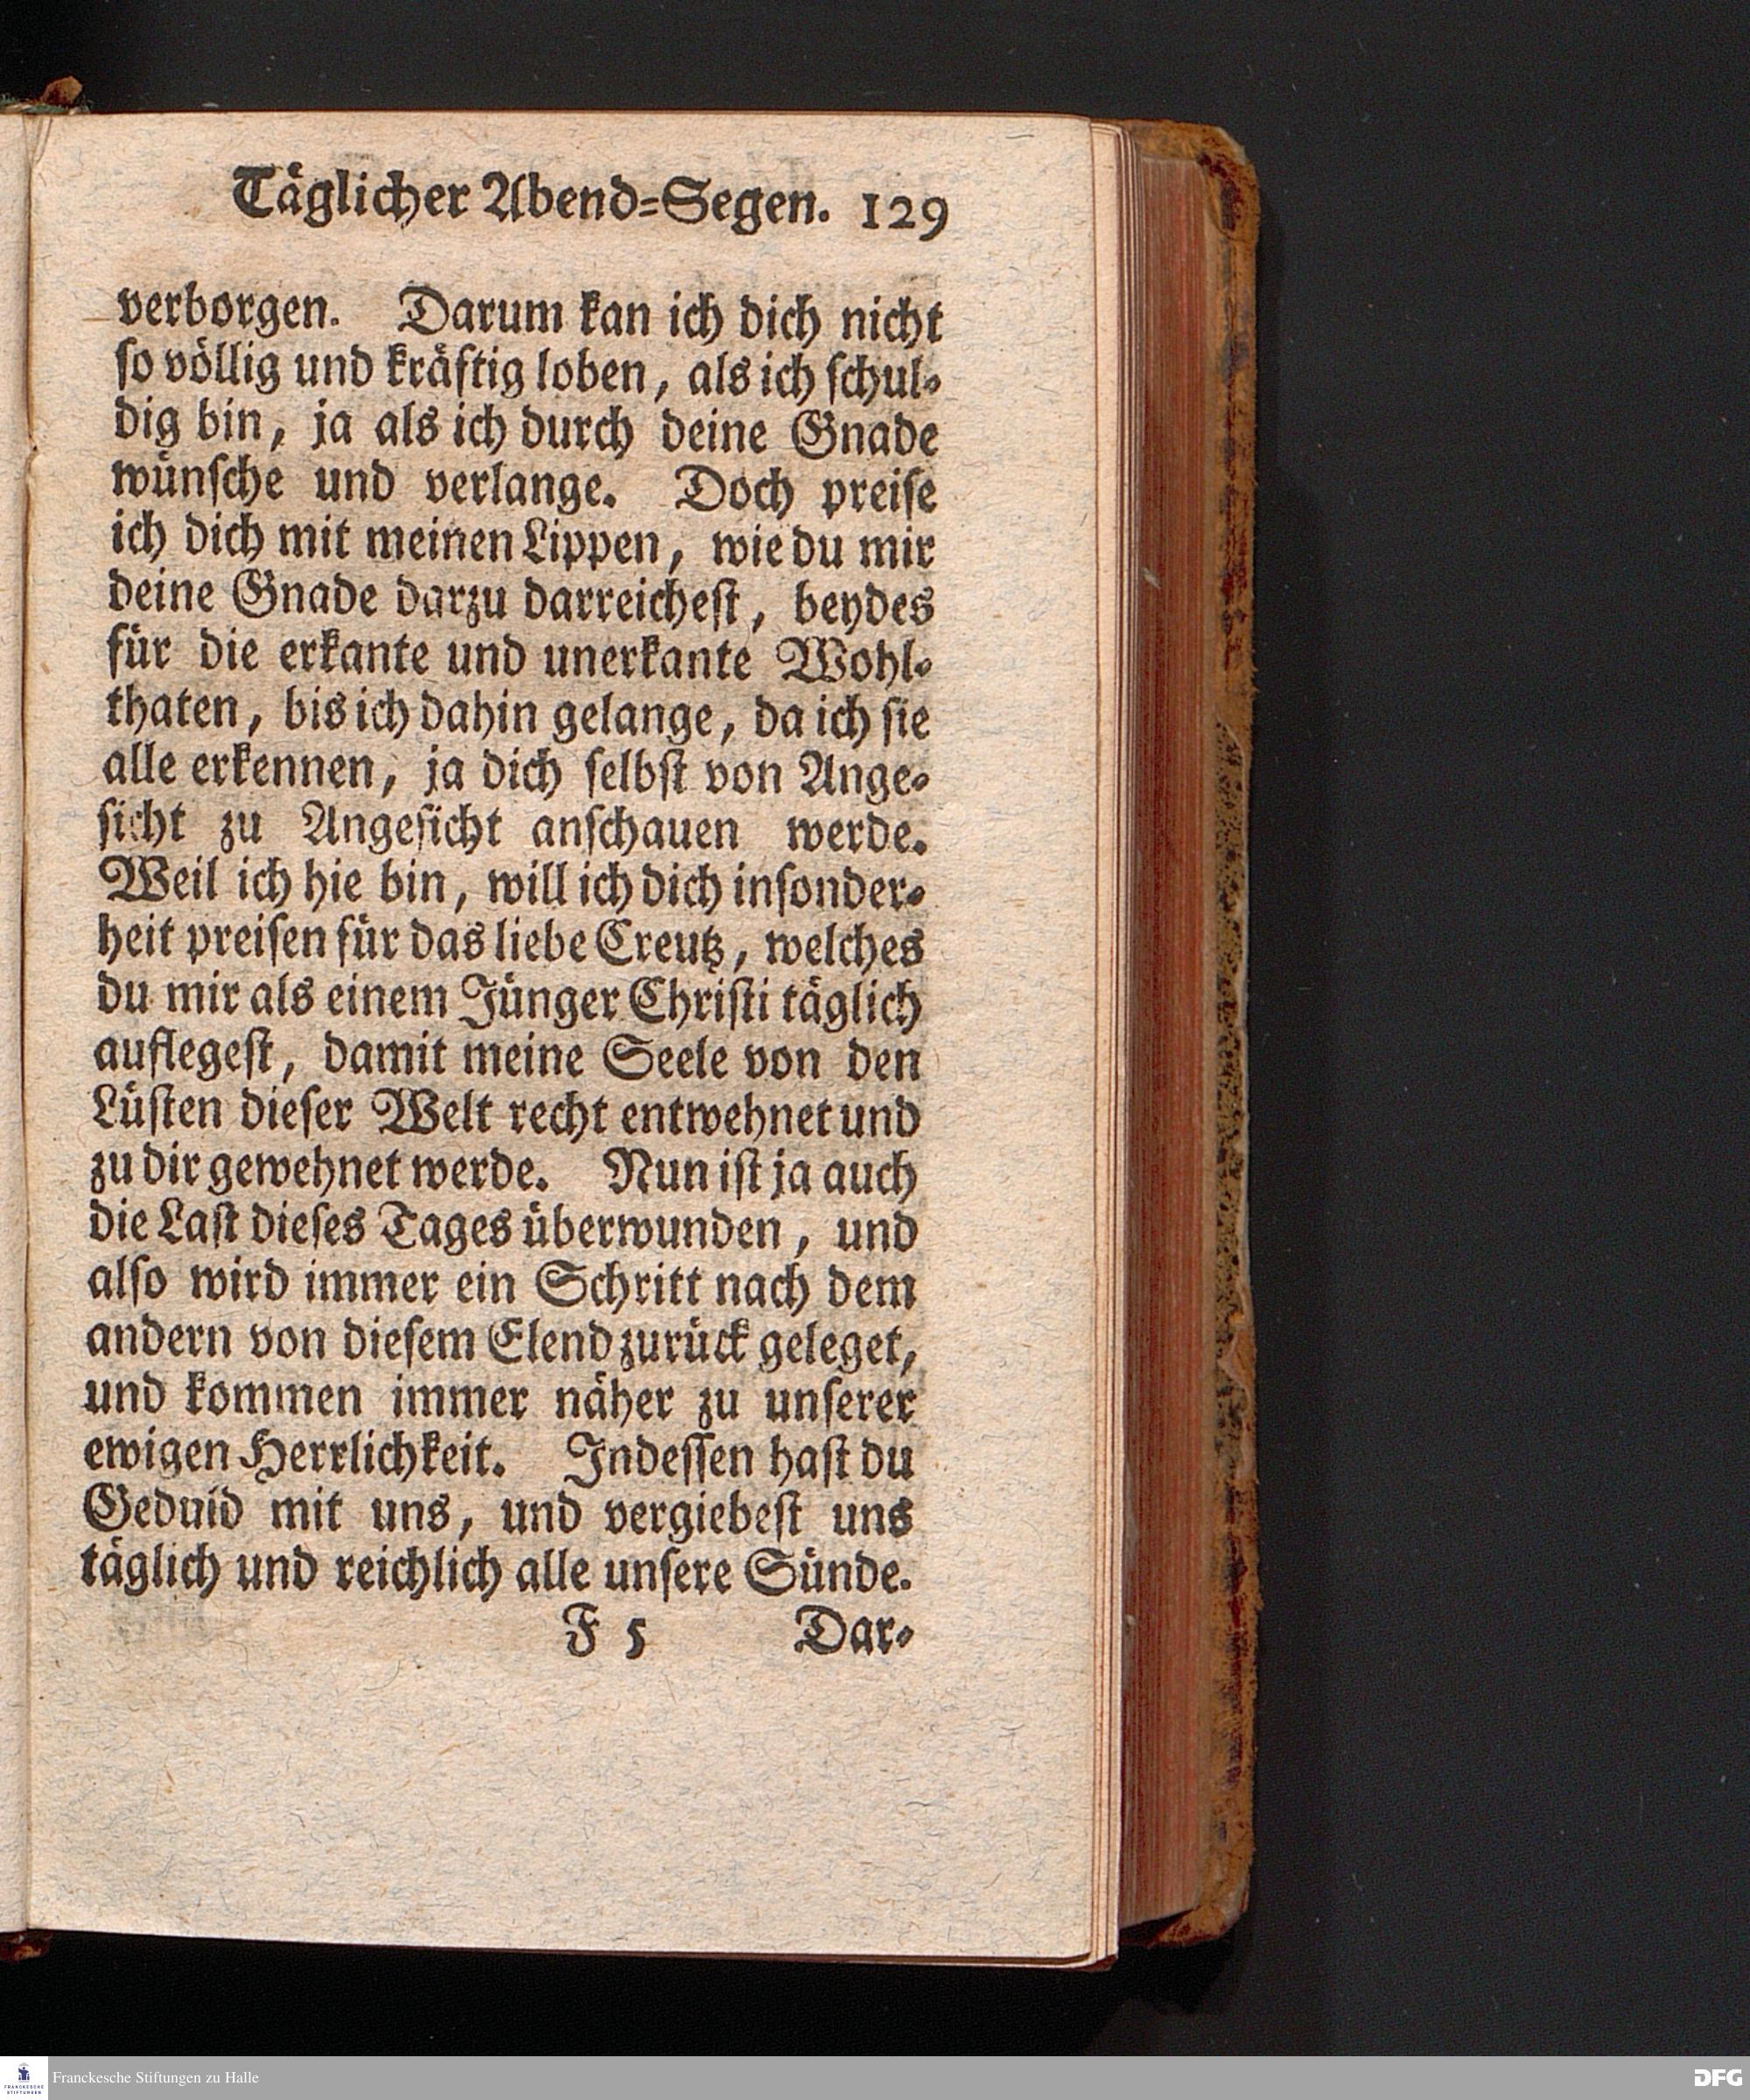 Täglicher Abend-Segen. 129
verborgen. Darum kan ich dich nicht
so völlig und kräftig loben, als ich schul-
dig bin, ja als ich durch deine Gnade
wünsche und verlange. Doch preise
ich dich mit meinen Lippen, wie du mir
deine Gnade darzu darreichest, beydes
für die erkante und unerkante Wohl-
thaten, bis ich dahin gelange, da ich sie
alle erkennen, ja dich selbst von Ange-
sicht zu Angesicht anschauen werde.
Weil ich hie bin, will ich dich insonder-
heit preisen für das liebe Creutz, welches
du mir als einem Jünger Christi täglich
auflegest, damit meine Seele von den
Lüsten dieser Welt recht entwehnet und
zu dir gewehnet werde. Nun ist ja auch
die Last dieses Tages überwunden, und
also wird immer ein Schritt nach dem
andern von diesem Elend zurück geleget,
und kommen immer näher zu unserer
ewigen Herrlichkeit. Indessen hast du
Geduld mit uns, und vergiebest uns
täglich und reichlich alle unsere Sünde.
F 5 Dar-
FRANCKESCHE
STIFTUNGEN
Franckesche Stiftungen zu Halle
DFG